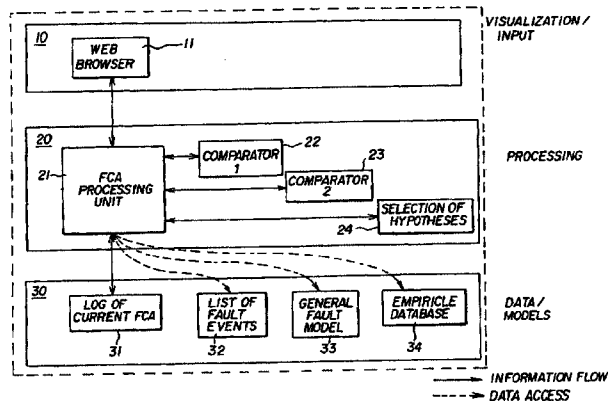 VISUALIZATION /
INPUT
10
WEB
BROWSER
11
20
PROCESSING
21
FCA
PROCESSING
UNIT
COMPARATOR
1
22
COMPARATOR
2
23
SELECTION OF
HYPOTHESES
24
30
DATA /
MODELS
LOG OF
CURRENT FCA
31
LIST OF
FAULT
EVENTS
32
GENERAL
FAULT
MODEL
33
EMPIRICLE
DATABASE
34
INFORMATION FLOW
DATA ACCESS